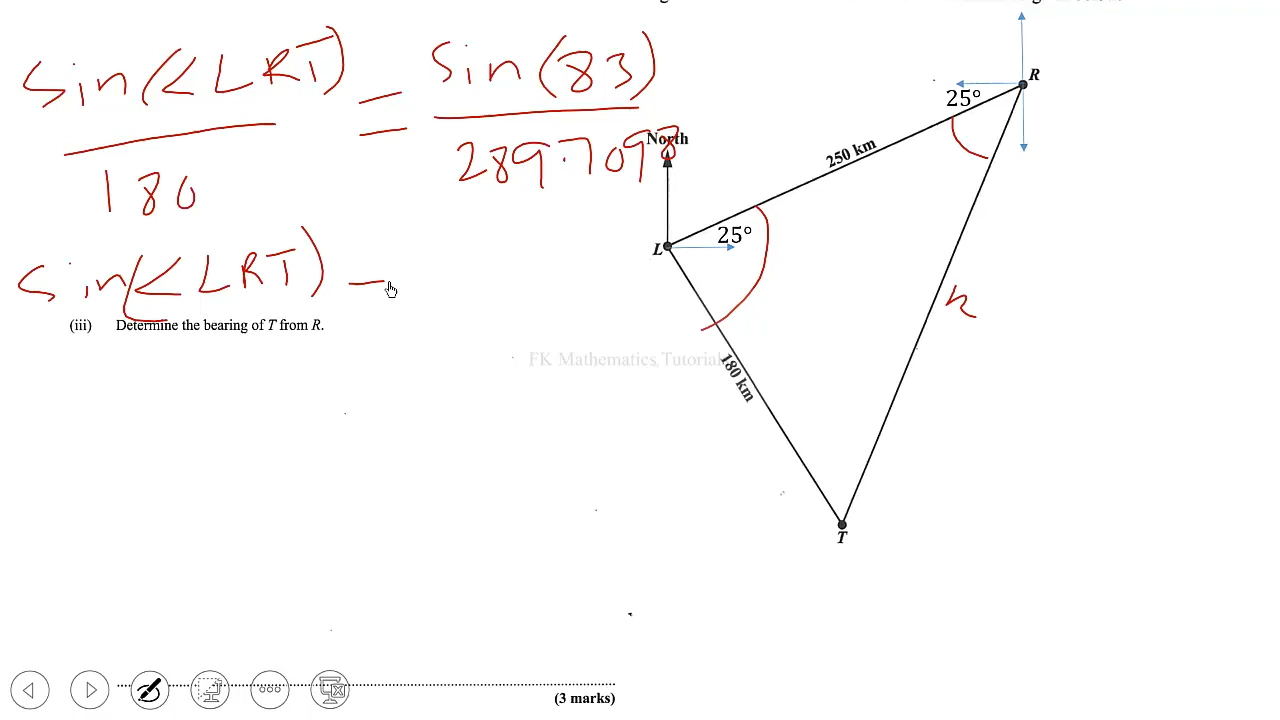 sin(<LRT) = sin(83)
180 289.7098
sin(<LRT) =
(iii) Determine the bearing of T from R.
North
R
25°
250 km
L
25°
180 km
n
T
FK Mathematics Tutorial
(3 marks)